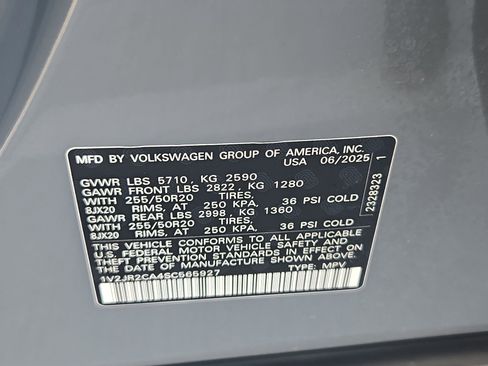 MFD BY VOLKSWAGEN GROUP OF AMERICA, INC.
USA 06/2025
GVWR LBS 5710, KG 2590
GAWR FRONT LBS 2822, KG 1280
WITH 255/50R20 TIRES,
8JX20 RIMS, AT 250 KPA, 36 PSI COLD
GAWR REAR LBS 2998, KG 1360
WITH 255/50R20 TIRES,
8JX20 RIMS, AT 250 KPA, 36 PSI COLD
THIS VEHICLE CONFORMS TO ALL APPLICABLE
U.S. FEDERAL MOTOR VEHICLE SAFETY AND
THEFT PREVENTION STANDARDS IN EFFECT ON
THE DATE OF MANUFACTURE SHOWN ABOVE.
1V2JR2CA4SC565927 TYPE: MPV
2328323 1